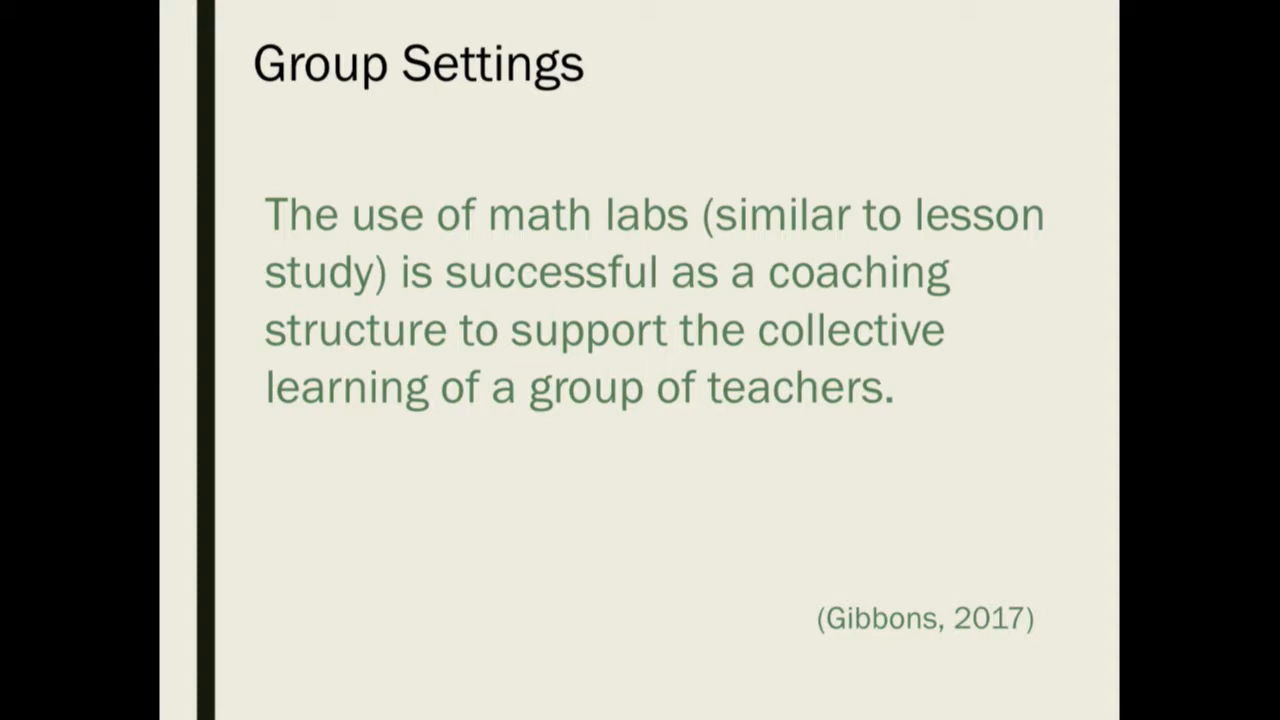 Group Settings
The use of math labs (similar to lesson
study) is successful as a coaching
structure to support the collective
learning of a group of teachers.
(Gibbons, 2017)